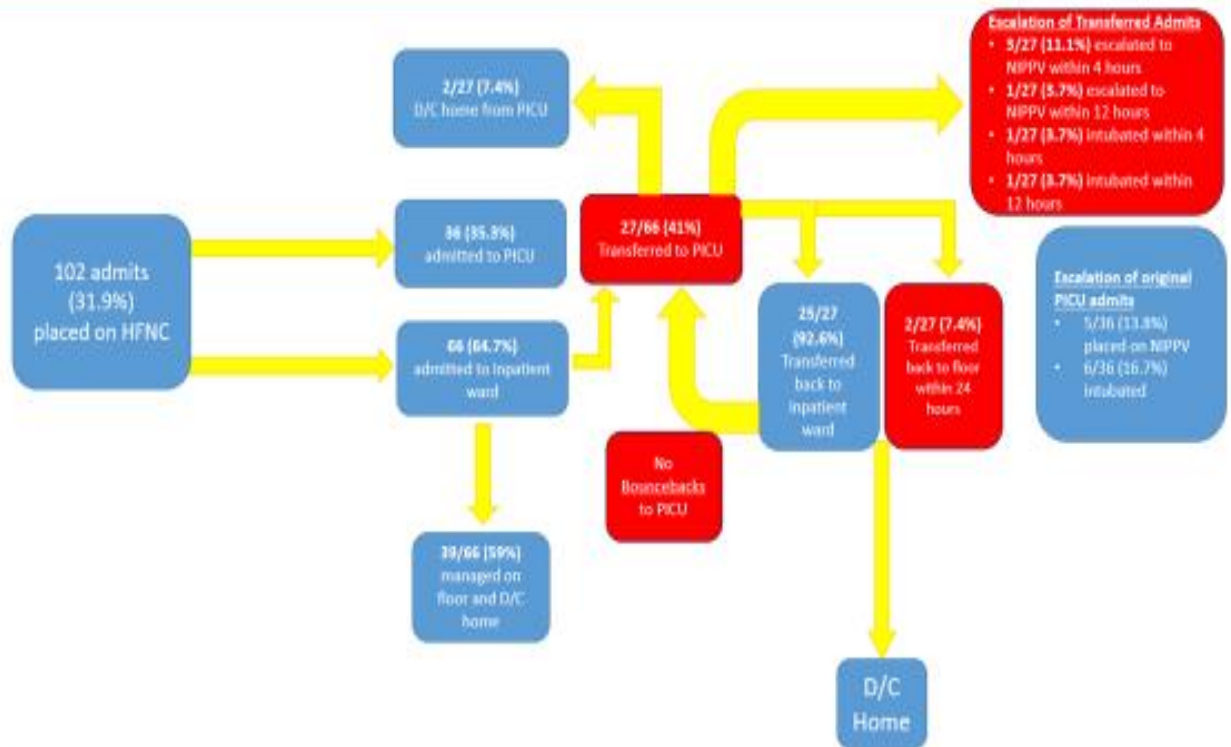 2/27 (7.4%)
D/C home from PICU
Escalation of Transferred Admits
• 3/27 (11.1%) escalated to
NIPPV within 4 hours
• 1/27 (3.7%) escalated to
NIPPV within 12 hours
• 1/27 (3.7%) intubated within 4
hours
• 1/27 (3.7%) intubated within
12 hours
102 admits
(31.9%)
placed on HFNC
36 (35.3%)
admitted to PICU
27/66 (41%)
Transferred to PICU
66 (64.7%)
admitted to Inpatient
ward
25/27
(92.6%)
Transferred
back to
Inpatient
ward
2/27 (7.4%)
Transferred
back to floor
within 24
hours
Escalation of original
PICU admits
• 5/36 (13.8%)
placed on NIPPV
• 6/36 (16.7%)
intubated
No
Bouncebacks
to PICU
39/66 (59%)
managed on
floor and D/C
home
D/C
Home